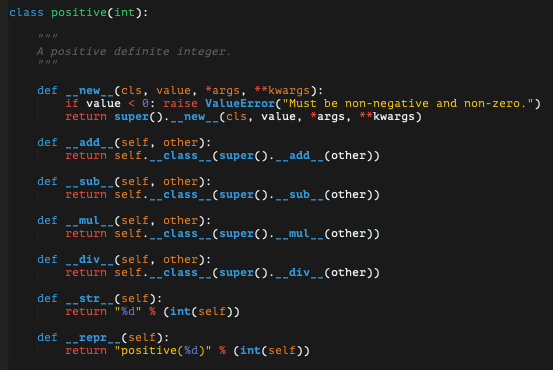 class positive(int):
"""
A positive definite integer.
"""
def __new__(cls, value, *args, **kwargs):
if value < 0: raise ValueError("Must be non-negative and non-zero.")
return super().__new__(cls, value, *args, **kwargs)
def __add__(self, other):
return self.__class__(super().__add__(other))
def __sub__(self, other):
return self.__class__(super().__sub__(other))
def __mul__(self, other):
return self.__class__(super().__mul__(other))
def __div__(self, other):
return self.__class__(super().__div__(other))
def __str__(self):
return "%d" % (int(self))
def __repr__(self):
return "positive(%d)" % (int(self))